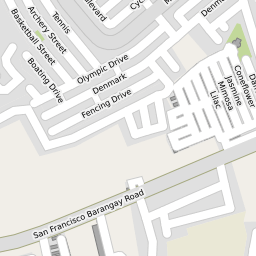 Tennis
Archery Street
Basketball Street
Boating Drive
Olympic Drive
Denmark
Denmark
Fencing Drive
Coneflower
Jasmine
Mimosa
Lilac
San Francisco Barangay Road